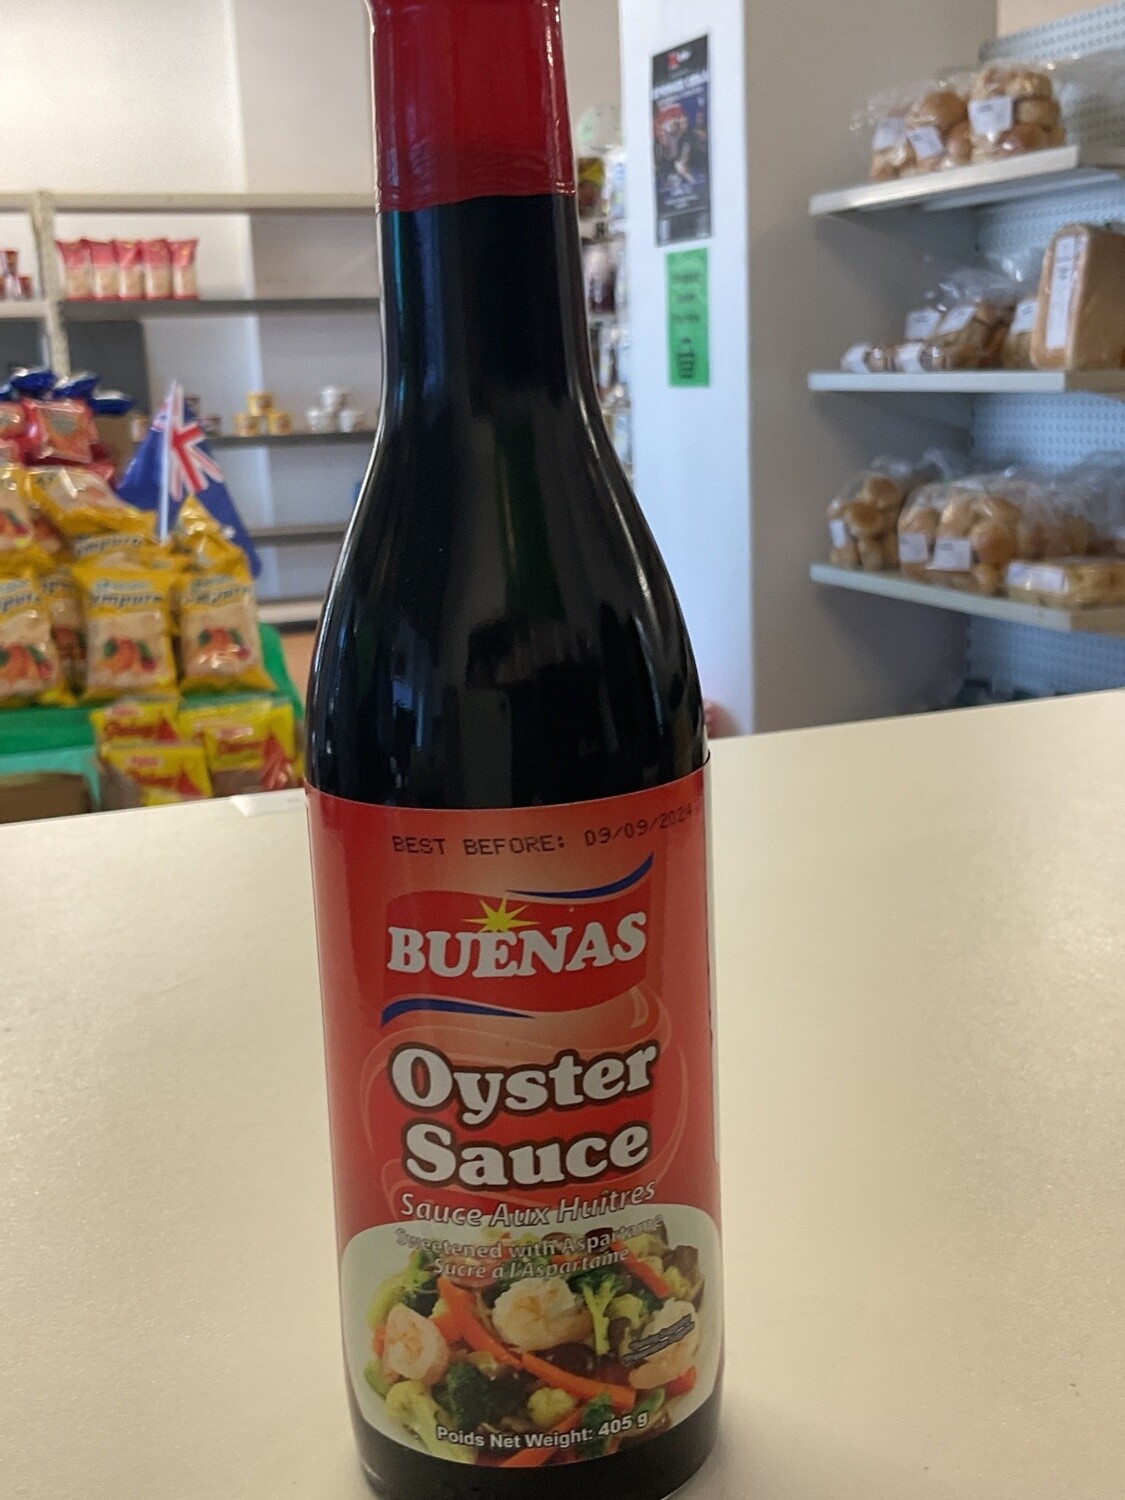 BEST BEFORE: 09/09/2024
BUENAS
Oyster
Sauce
Sauce Aux Huîtres
Sweetened with Aspartame
Sucré à l'Aspartame
Poids Net Weight: 405 g